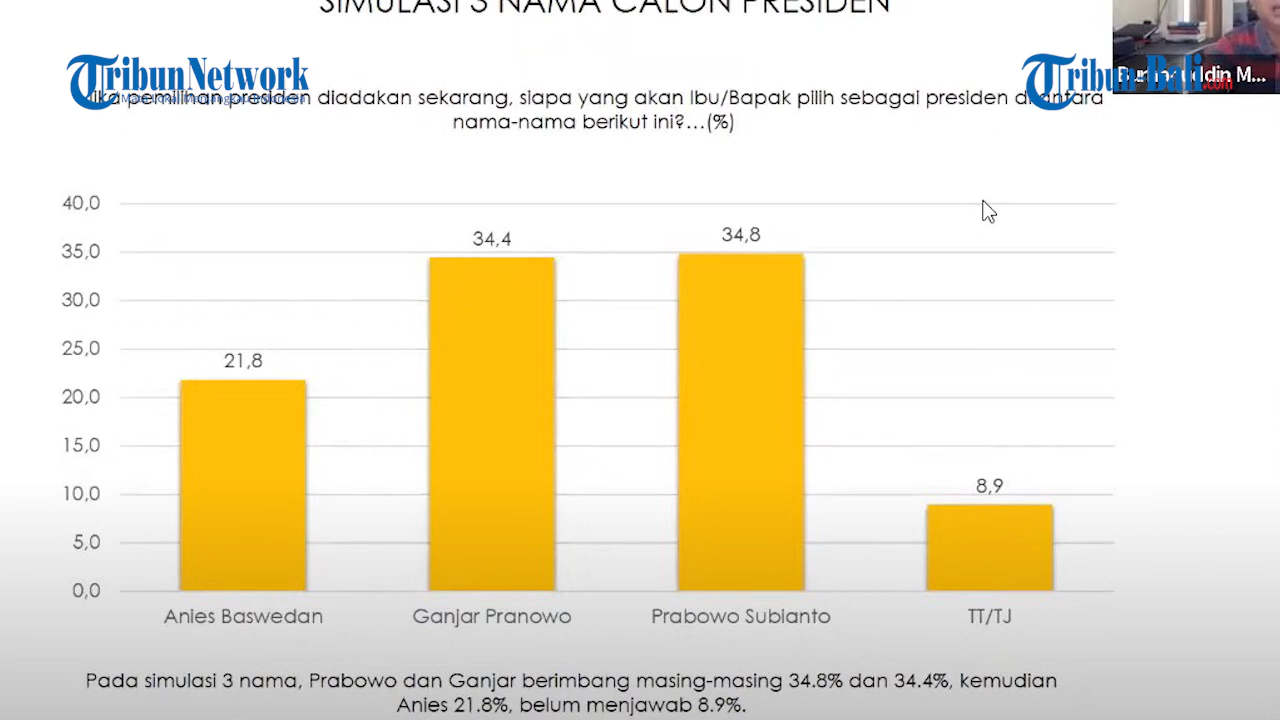 SIMULASI 3 NAMA CALON PRESIDEN
TribunNetwork
Tribun-Bali.com
pemilihan presiden diadakan sekarang, siapa yang akan Ibu/Bapak pilih sebagai presiden di antara
nama-nama berikut ini?...(%)
40,0
35,0
30,0
25,0
20,0
15,0
10,0
5,0
0,0
21,8
34,4
34,8
8,9
Anies Baswedan
Ganjar Pranowo
Prabowo Subianto
TT/TJ
Pada simulasi 3 nama, Prabowo dan Ganjar berimbang masing-masing 34.8% dan 34.4%, kemudian
Anies 21.8%, belum menjawab 8.9%.